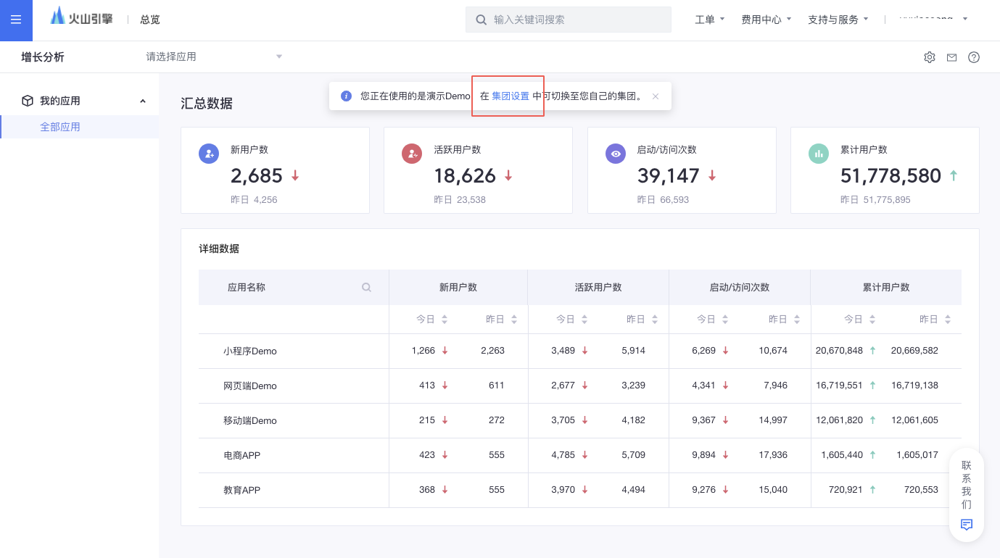 火山引擎 总览 输入关键词搜索 工单 费用中心 支持与服务
增长分析 请选择应用
我的应用
全部应用
您正在使用的是演示Demo 在 集团设置 中可切换至您自己的集团。
汇总数据
新用户数
2,685
昨日 4,256
活跃用户数
18,626
昨日 23,538
启动/访问次数
39,147
昨日 66,593
累计用户数
51,778,580
昨日 51,775,895
详细数据
应用名称 新用户数 活跃用户数 启动/访问次数 累计用户数
今日 昨日 今日 昨日 今日 昨日 今日 昨日
小程序Demo 1,266 2,263 3,489 5,914 6,269 10,674 20,670,848 20,669,582
网页端Demo 413 611 2,677 3,239 4,341 7,946 16,719,551 16,719,138
移动端Demo 215 272 3,705 4,182 9,367 14,997 12,061,820 12,061,605
电商APP 423 555 4,785 5,709 9,894 17,936 1,605,440 1,605,017
教育APP 368 555 3,970 4,494 9,276 15,040 720,921 720,553
联系我们